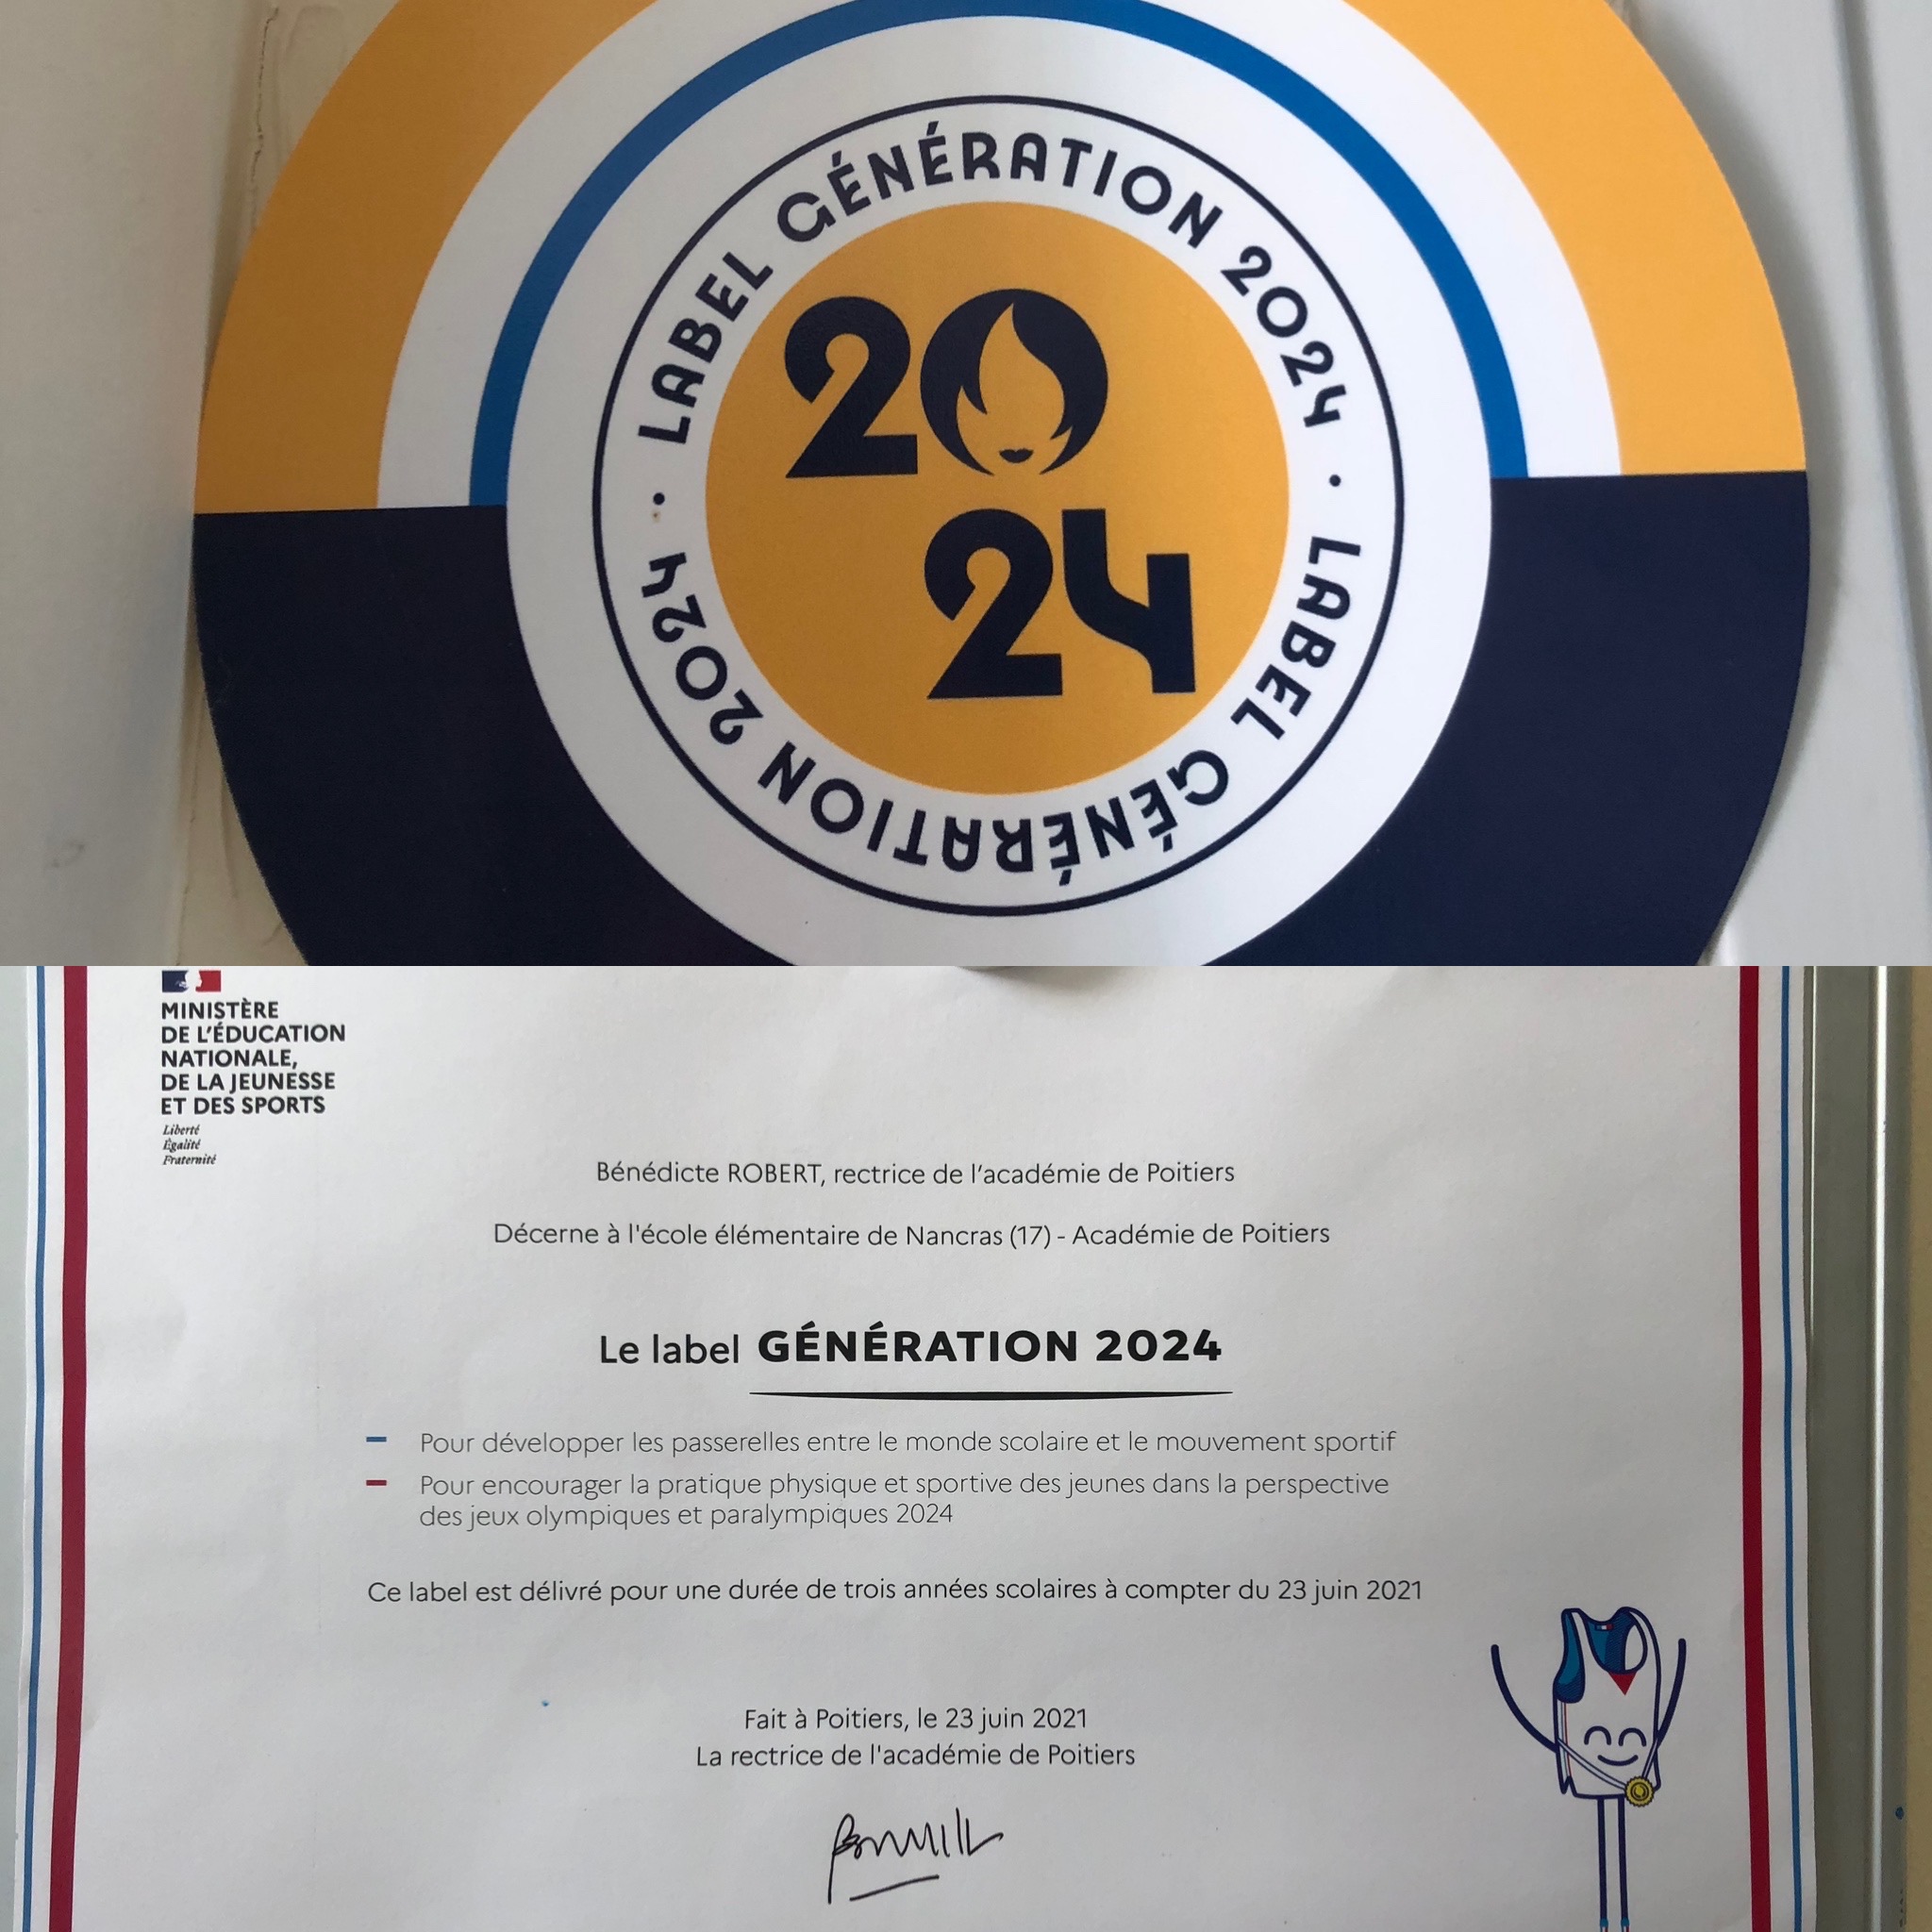 LABEL GÉNÉRATION 2024 · LABEL GÉNÉRATION 2024 ·
20
24
MINISTÈRE
DE L'ÉDUCATION
NATIONALE,
DE LA JEUNESSE
ET DES SPORTS
Liberté
Égalité
Fraternité
Bénédicte ROBERT, rectrice de l'académie de Poitiers
Décerne à l'école élémentaire de Nancras (17) - Académie de Poitiers
Le label GÉNÉRATION 2024
Pour développer les passerelles entre le monde scolaire et le mouvement sportif
Pour encourager la pratique physique et sportive des jeunes dans la perspective
des jeux olympiques et paralympiques 2024
Ce label est délivré pour une durée de trois années scolaires à compter du 23 juin 2021
Fait à Poitiers, le 23 juin 2021
La rectrice de l'académie de Poitiers